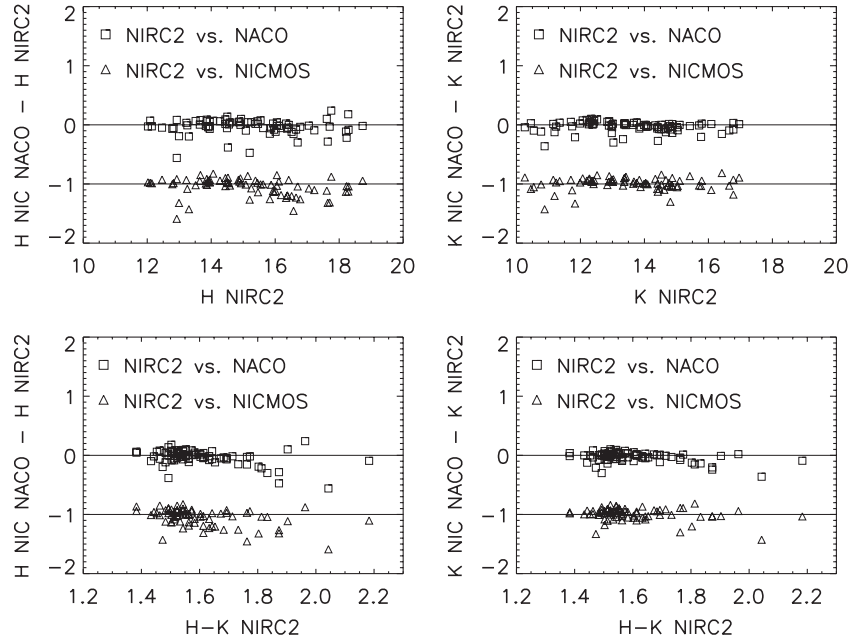 H NIC NACO − H NIRC2
2
1
0
−1
−2
□ NIRC2 vs. NACO
△ NIRC2 vs. NICMOS
10 12 14 16 18 20
H NIRC2
K NIC NACO − K NIRC2
2
1
0
−1
−2
□ NIRC2 vs. NACO
△ NIRC2 vs. NICMOS
10 12 14 16 18 20
K NIRC2
H NIC NACO − H NIRC2
2
1
0
−1
−2
□ NIRC2 vs. NACO
△ NIRC2 vs. NICMOS
1.2 1.4 1.6 1.8 2.0 2.2
H−K NIRC2
K NIC NACO − K NIRC2
2
1
0
−1
−2
□ NIRC2 vs. NACO
△ NIRC2 vs. NICMOS
1.2 1.4 1.6 1.8 2.0 2.2
H−K NIRC2